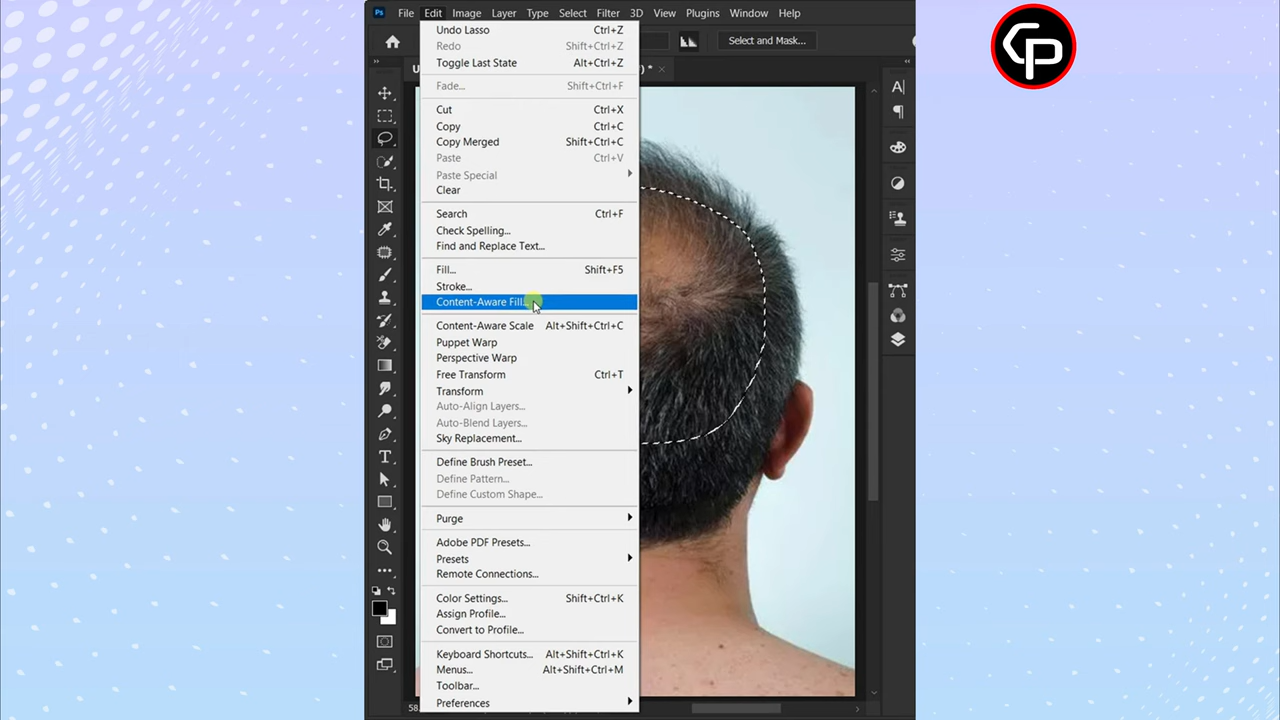 Ps File Edit Image Layer Type Select Filter 3D View Plugins Window Help
Undo Lasso Ctrl+Z
Redo Shift+Ctrl+Z
Select and Mask...
Toggle Last State Alt+Ctrl+Z
Fade... Shift+Ctrl+F
Cut Ctrl+X
Copy Ctrl+C
Copy Merged Shift+Ctrl+C
Paste Ctrl+V
Paste Special
Clear
Search Ctrl+F
Check Spelling...
Find and Replace Text...
Fill... Shift+F5
Stroke...
Content-Aware Fill...
Content-Aware Scale Alt+Shift+Ctrl+C
Puppet Warp
Perspective Warp
Free Transform Ctrl+T
Transform
Auto-Align Layers...
Auto-Blend Layers...
Sky Replacement...
Define Brush Preset...
Define Pattern...
Define Custom Shape...
Purge
Adobe PDF Presets...
Presets
Remote Connections...
Color Settings... Shift+Ctrl+K
Assign Profile...
Convert to Profile...
Keyboard Shortcuts... Alt+Shift+Ctrl+K
Menus... Alt+Shift+Ctrl+M
Toolbar...
Preferences
58.